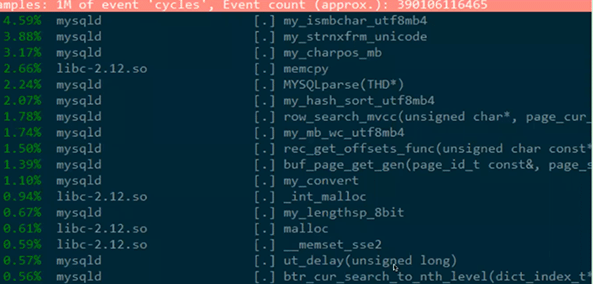 amples: 1M of event 'cycles', Event count (approx.): 390106116465
4.59% mysqld [.] my_ismbchar_utf8mb4
3.88% mysqld [.] my_strnxfrm_unicode
3.17% mysqld [.] my_charpos_mb
2.66% libc-2.12.so [.] memcpy
2.24% mysqld [.] MYSQLparse(THD*)
2.07% mysqld [.] my_hash_sort_utf8mb4
1.78% mysqld [.] row_search_mvcc(unsigned char*, page_cur_
1.74% mysqld [.] my_mb_wc_utf8mb4
1.50% mysqld [.] rec_get_offsets_func(unsigned char const*
1.39% mysqld [.] buf_page_get_gen(page_id_t const&, page_s
1.10% mysqld [.] my_convert
0.94% libc-2.12.so [.] _int_malloc
0.67% mysqld [.] my_lengthsp_8bit
0.61% libc-2.12.so [.] malloc
0.59% libc-2.12.so [.] __memset_sse2
0.57% mysqld [.] ut_delay(unsigned long)
0.56% mysqld [.] btr_cur_search_to_nth_level(dict_index_t*